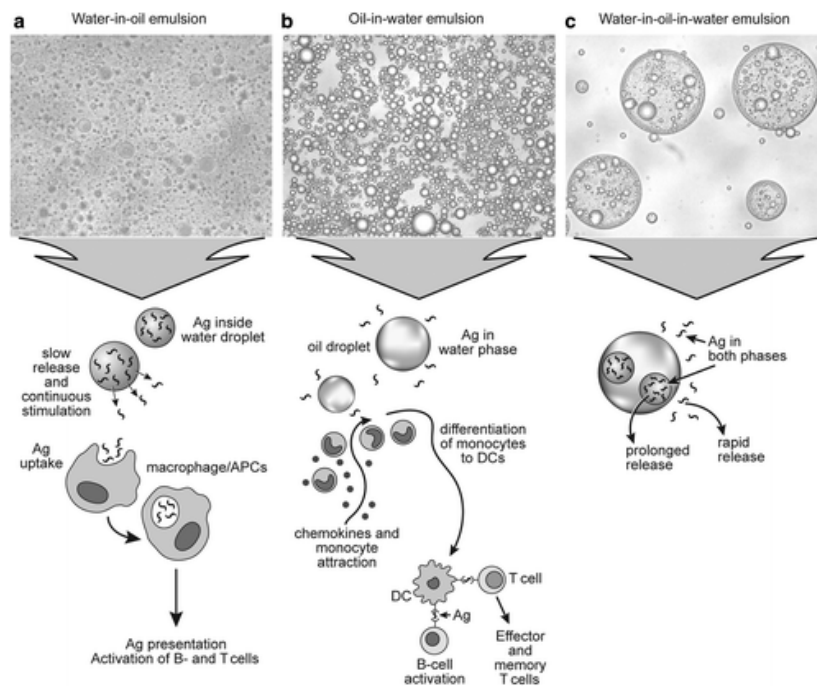 a Water-in-oil emulsion
b Oil-in-water emulsion
c Water-in-oil-in-water emulsion
Ag inside
water droplet
slow
release
and
continuous
stimulation
Ag
uptake
macrophage/APCs
Ag presentation
Activation of B- and T cells
oil droplet
Ag in
water phase
differentiation
of monocytes
to DCs
chemokines and
monocyte
attraction
DC
T cell
Ag
B-cell
activation
Effector
and
memory
T cells
Ag in
both phases
prolonged
release
rapid
release